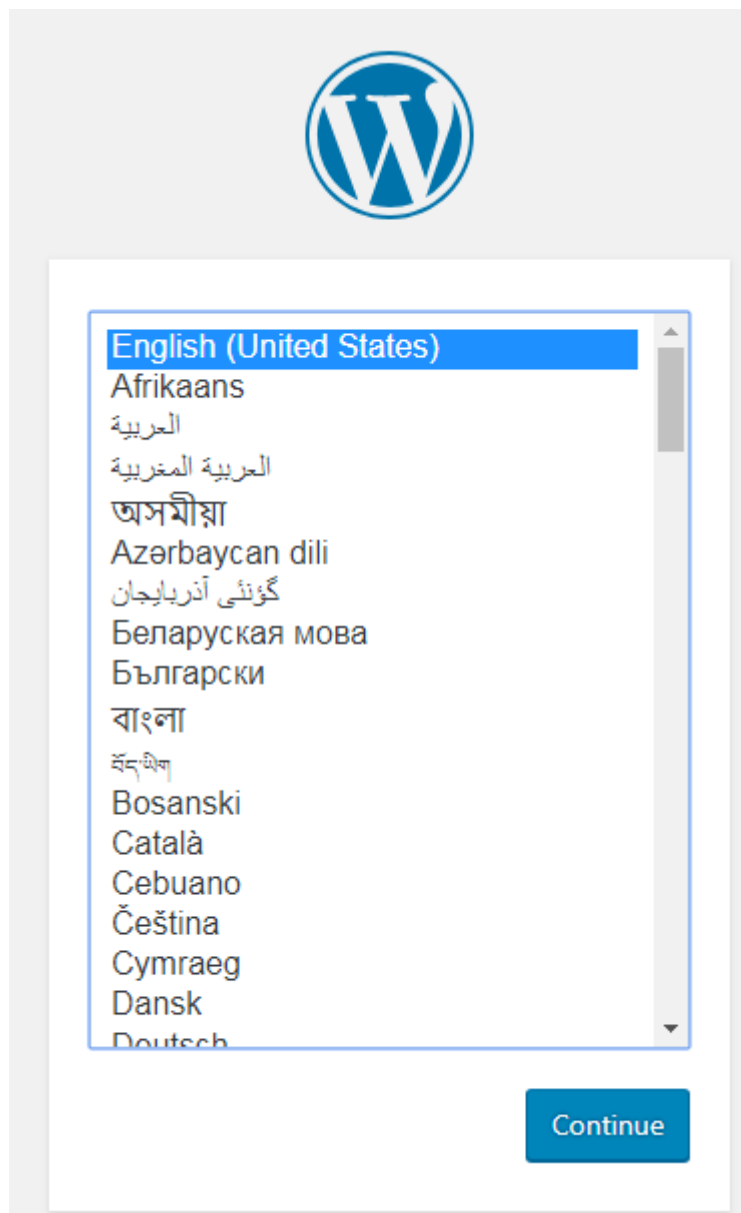 English (United States)
Afrikaans
العربية
العربية المغربية
অসমীয়া
Azərbaycan dili
گؤنئی آذربایجان
Беларуская мова
Български
বাংলা
བོད་ཡིག
Bosanski
Català
Cebuano
Čeština
Cymraeg
Dansk
Deutsch
Continue